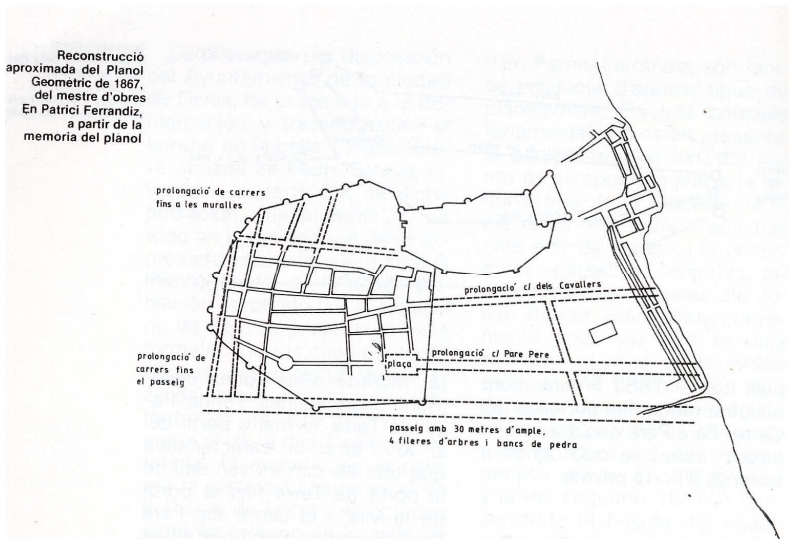 Reconstrucció
aproximada del Planol
Geometric de 1867,
del mestre d'obres
En Patrici Ferrandiz,
a partir de la
memoria del planol
prolongació de carrers
fins a les muralles
prolongació c/ dels Cavallers
prolongació de
carrers fins
el passeig
plaça
prolongació c/ Pare Pere
passeig amb 30 metres d'ample,
4 fileres d'arbres i bancs de pedra